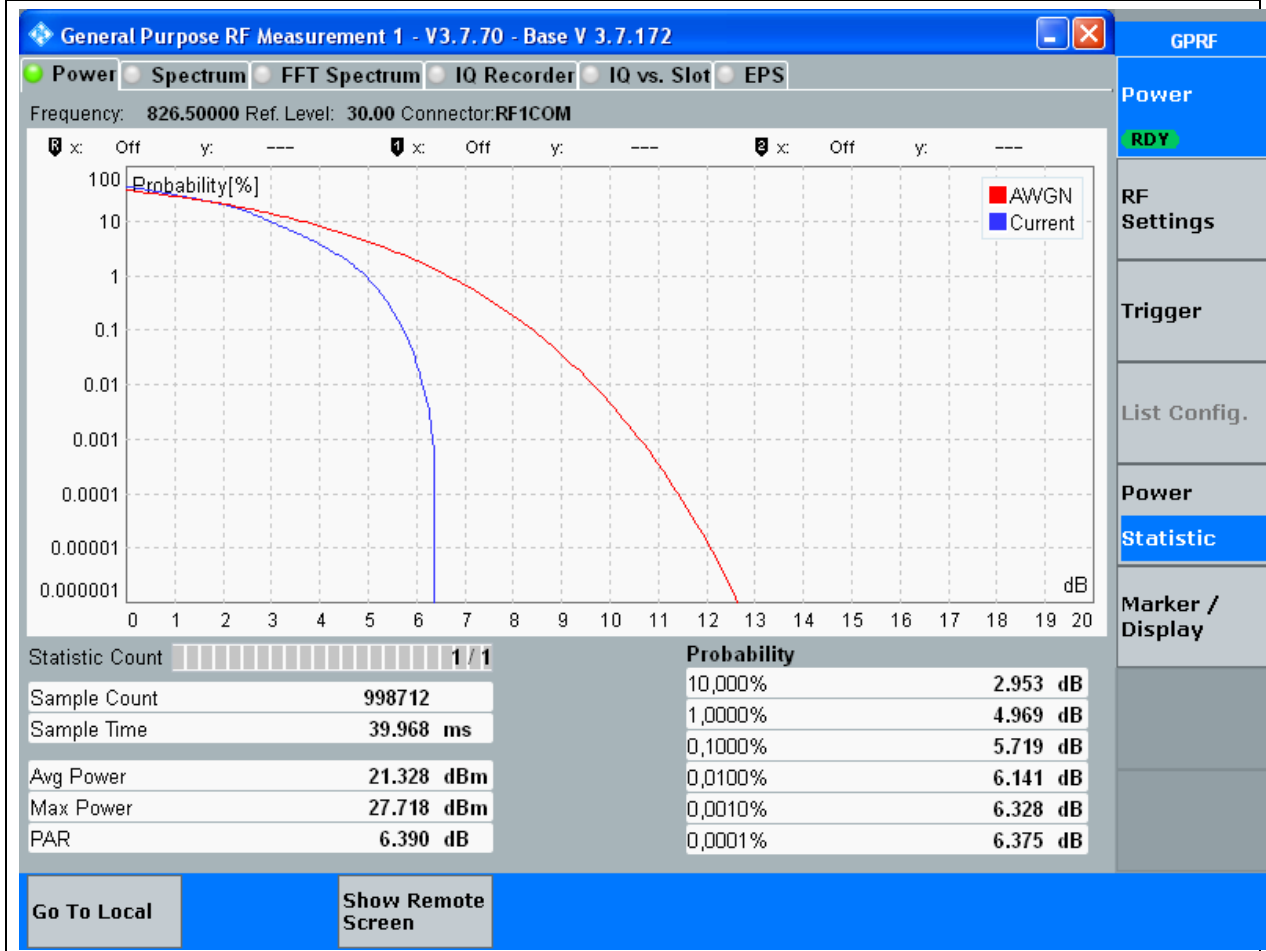 General Purpose RF Measurement 1 - V3.7.70 - Base V 3.7.172
GPRF
Power Spectrum FFT Spectrum IQ Recorder IQ vs. Slot EPS
Frequency: 826.50000 Ref. Level: 30.00 Connector:RF1COM
R x: Off y: --- 1 x: Off y: --- 2 x: Off y: ---
Probability[%]
100
10
1
0.1
0.01
0.001
0.0001
0.00001
0.000001
AWGN
Current
dB
0 1 2 3 4 5 6 7 8 9 10 11 12 13 14 15 16 17 18 19 20
Statistic Count 1 / 1
Sample Count 998712
Sample Time 39.968 ms
Avg Power 21.328 dBm
Max Power 27.718 dBm
PAR 6.390 dB
Probability
10,000% 2.953 dB
1,0000% 4.969 dB
0,1000% 5.719 dB
0,0100% 6.141 dB
0,0010% 6.328 dB
0,0001% 6.375 dB
Power
RDY
RF
Settings
Trigger
List Config.
Power
Statistic
Marker /
Display
Go To Local
Show Remote
Screen